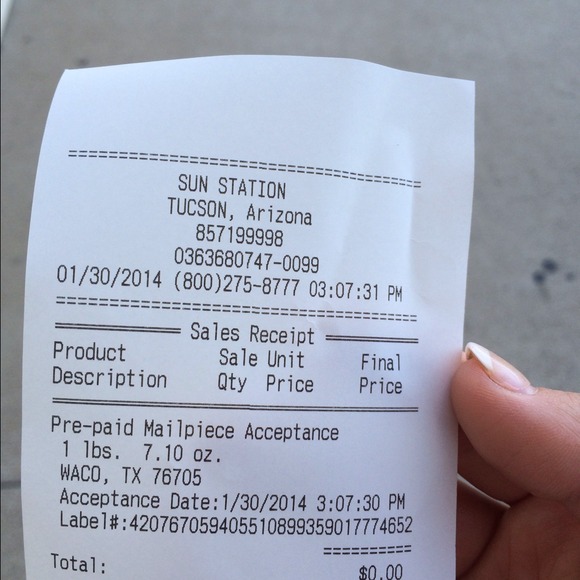 SUN STATION
TUCSON, Arizona
857199998
0363680747-0099
01/30/2014 (800)275-8777 03:07:31 PM
Sales Receipt
Product Sale Unit Final
Description Qty Price Price
Pre-paid Mailpiece Acceptance
1 lbs. 7.10 oz.
WACO, TX 76705
Acceptance Date:1/30/2014 3:07:30 PM
Label#:420767059405510899359017774652
Total: $0.00